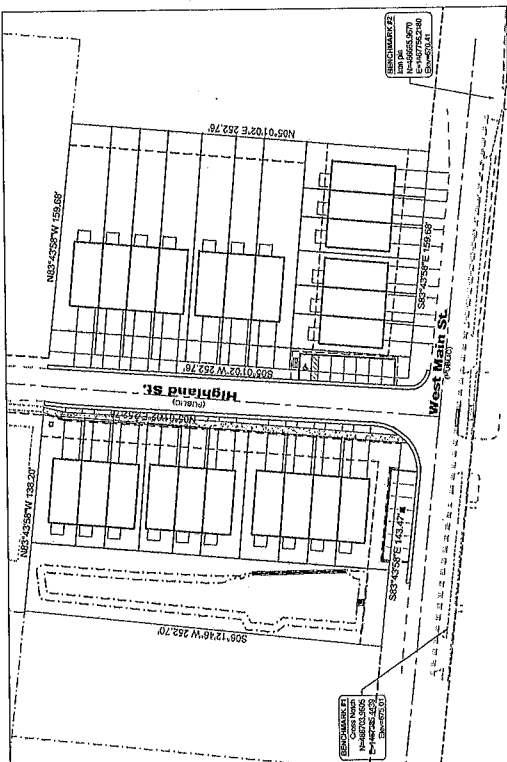 BENCHMARK #2
Iron pin
Elev=670.41
N05°01'02"E 252.76'
N83°43'58"W 159.68'
S83°43'58"E 159.68'
S05°01'02"W 252.76'
West Main St.
(PUBLIC)
Highland St.
(PUBLIC)
N83°43'58"W 138.20'
S83°43'58"E 143.47'
S06°12'46"W 252.70'
BENCHMARK #1
Cross Notch
Elev=675.01